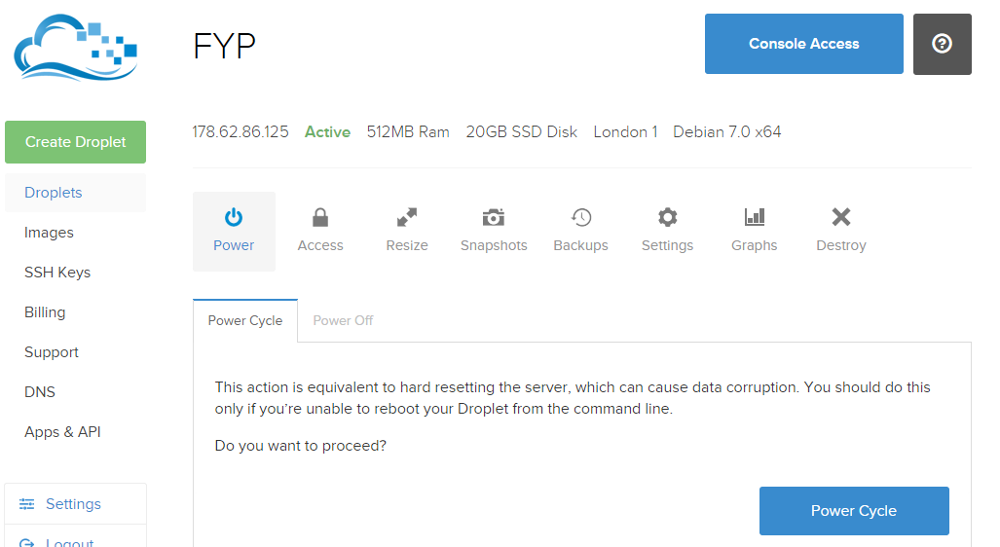 FYP
Console Access
178.62.86.125 Active 512MB Ram 20GB SSD Disk London 1 Debian 7.0 x64
Create Droplet
Droplets
Images
SSH Keys
Billing
Support
DNS
Apps & API
Settings
Logout
Power Access Resize Snapshots Backups Settings Graphs Destroy
Power Cycle Power Off
This action is equivalent to hard resetting the server, which can cause data corruption. You should do this
only if you're unable to reboot your Droplet from the command line.
Do you want to proceed?
Power Cycle